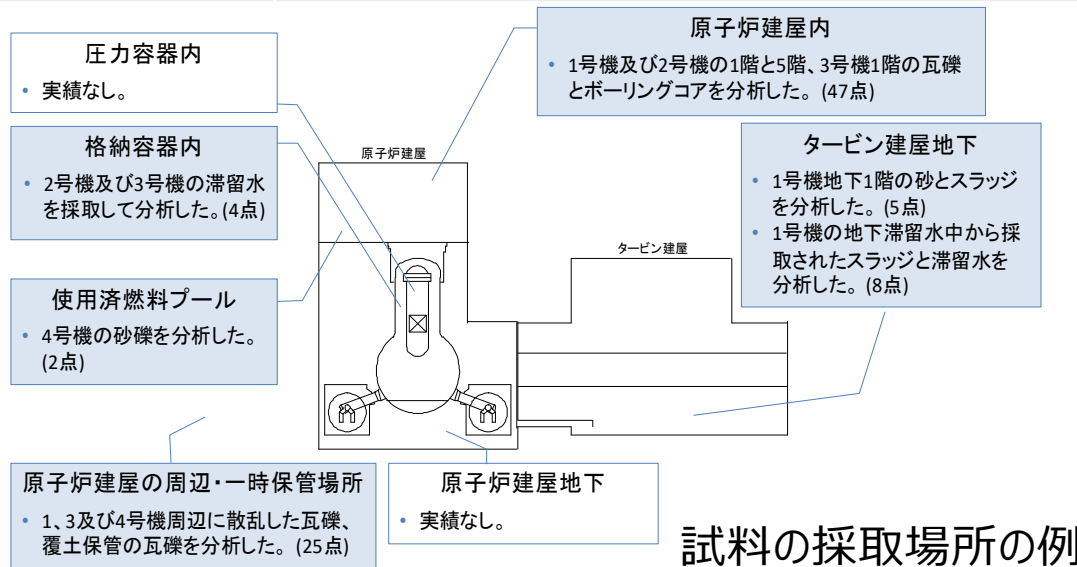 圧力容器内
• 実績なし。
格納容器内
• 2号機及び3号機の滞留水
を採取して分析した。(4点)
使用済燃料プール
• 4号機の砂礫を分析した。
(2点)
原子炉建屋の周辺・一時保管場所
• 1、3及び4号機周辺に散乱した瓦礫、
覆土保管の瓦礫を分析した。 (25点)
原子炉建屋
原子炉建屋地下
• 実績なし。
原子炉建屋内
• 1号機及び2号機の1階と5階、3号機1階の瓦礫
とボーリングコアを分析した。 (47点)
タービン建屋
タービン建屋地下
• 1号機地下1階の砂とスラッジ
を分析した。 (5点)
• 1号機の地下滞留水中から採
取されたスラッジと滞留水を
分析した。 (8点)
試料の採取場所の例